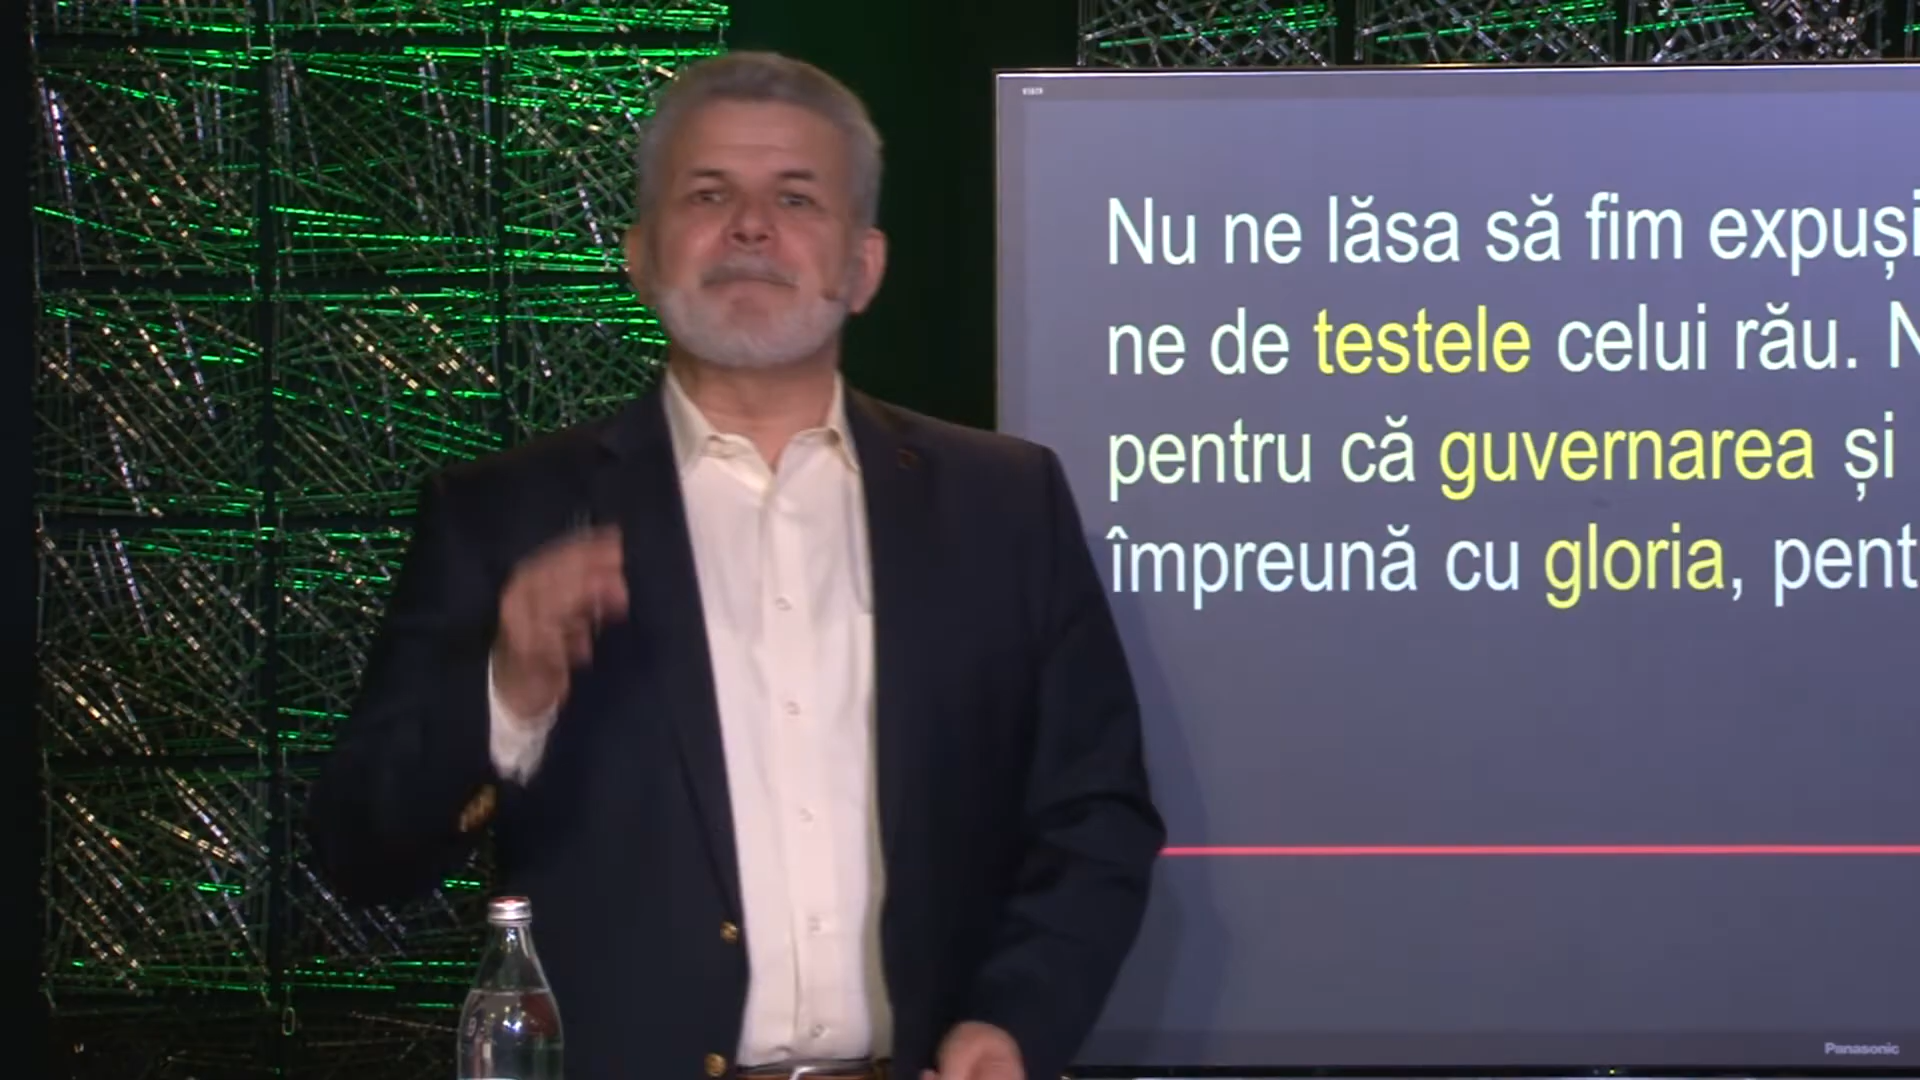 Nu ne lăsa să fim expuși
ne de testele celui rău. N
pentru că guvernarea și
împreună cu gloria, pent
Panasonic